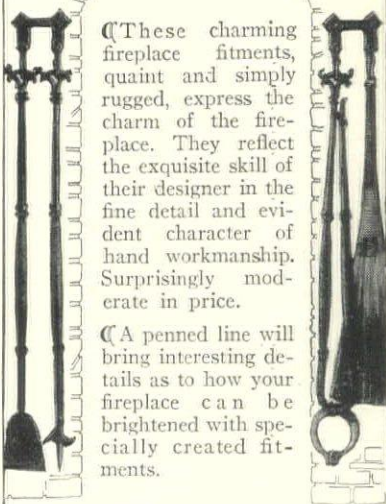 ❡These charming
fireplace fitments,
quaint and simply
rugged, express the
charm of the fire-
place. They reflect
the exquisite skill of
their designer in the
fine detail and evi-
dent character of
hand workmanship.
Surprisingly mod-
erate in price.
❡A penned line will
bring interesting de-
tails as to how your
fireplace can be
brightened with spe-
cially created fit-
ments.